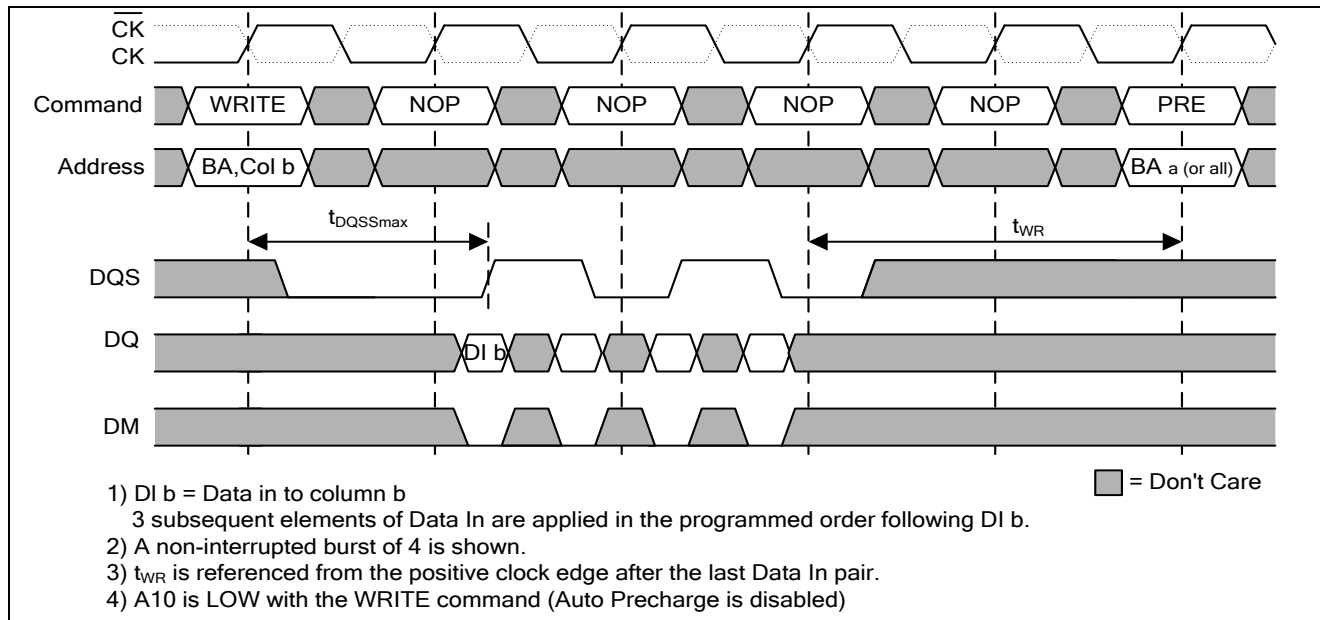 CK
CK
Command WRITE NOP NOP NOP NOP PRE
Address BA,Col b BA a (or all)
tDQSSmax tWR
DQS
DQ DI b
DM
= Don't Care
1) DI b = Data in to column b
3 subsequent elements of Data In are applied in the programmed order following DI b.
2) A non-interrupted burst of 4 is shown.
3) tWR is referenced from the positive clock edge after the last Data In pair.
4) A10 is LOW with the WRITE command (Auto Precharge is disabled)